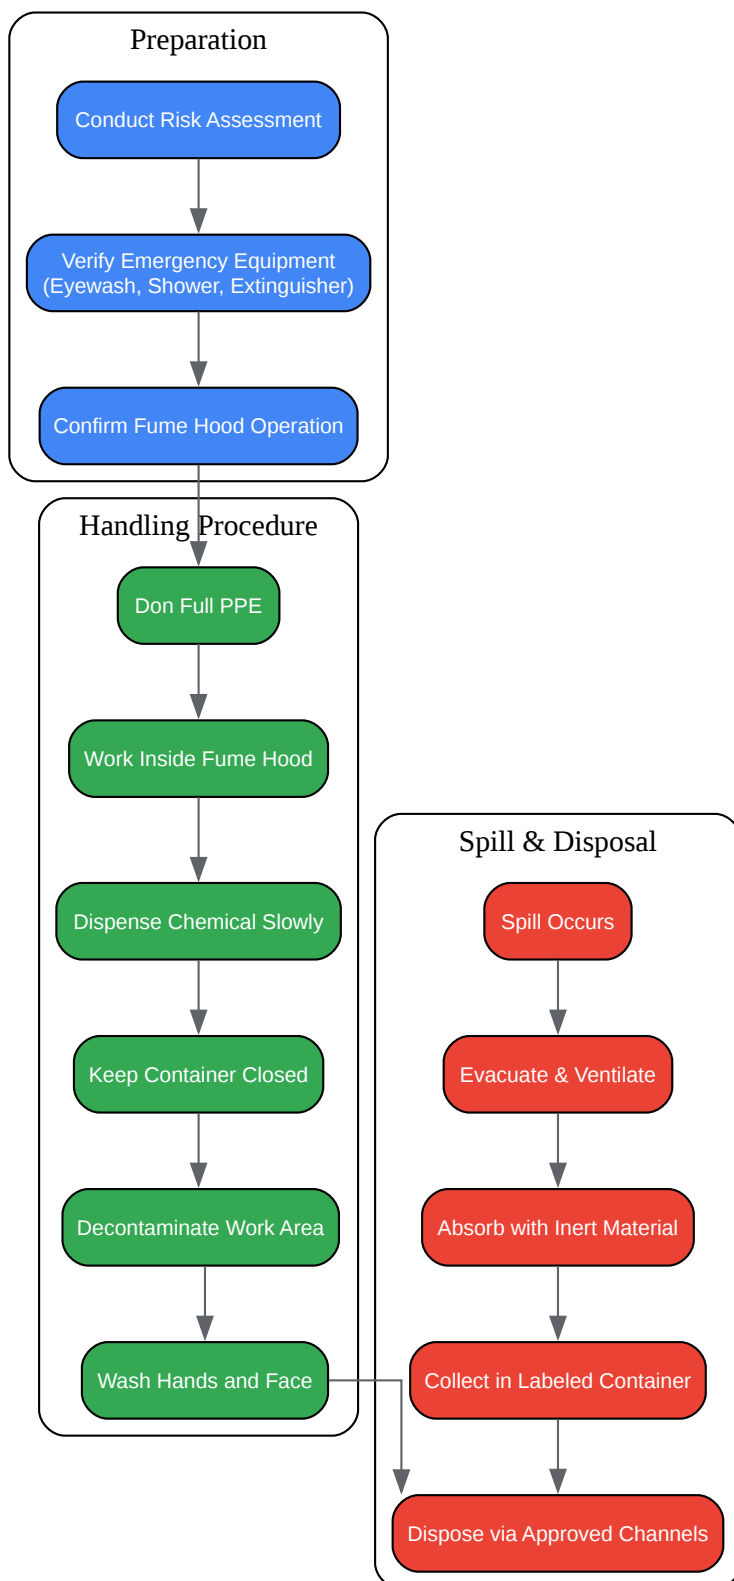 Preparation
Conduct Risk Assessment
Verify Emergency Equipment
(Eyewash, Shower, Extinguisher)
Confirm Fume Hood Operation
Handling Procedure
Don Full PPE
Work Inside Fume Hood
Dispense Chemical Slowly
Keep Container Closed
Decontaminate Work Area
Wash Hands and Face
Spill & Disposal
Spill Occurs
Evacuate & Ventilate
Absorb with Inert Material
Collect in Labeled Container
Dispose via Approved Channels